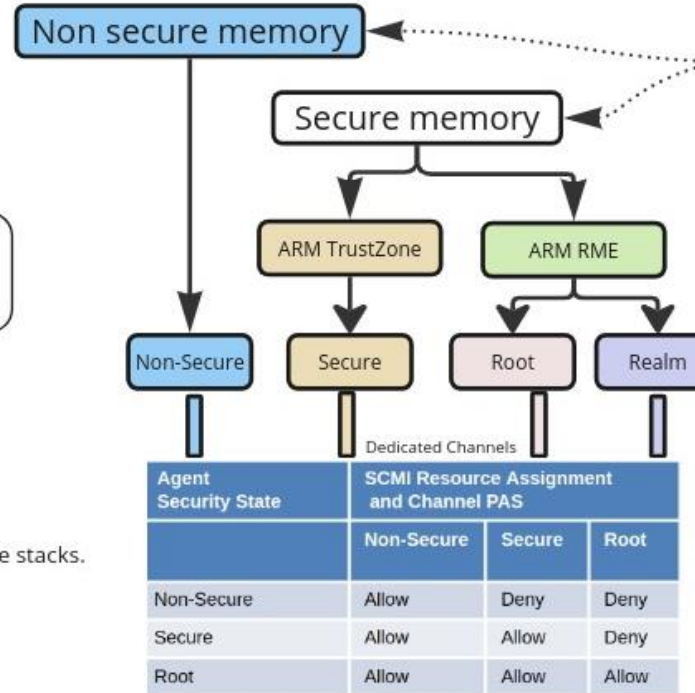 Non secure memory
Secure memory
ARM TrustZone
ARM RME
Non-Secure
Secure
Root
Realm
Dedicated Channels
Agent
Security State
SCMI Resource Assignment
and Channel PAS
Non-Secure Secure Root
e stacks.
Non-Secure Allow Deny Deny
Secure Allow Allow Deny
Root Allow Allow Allow